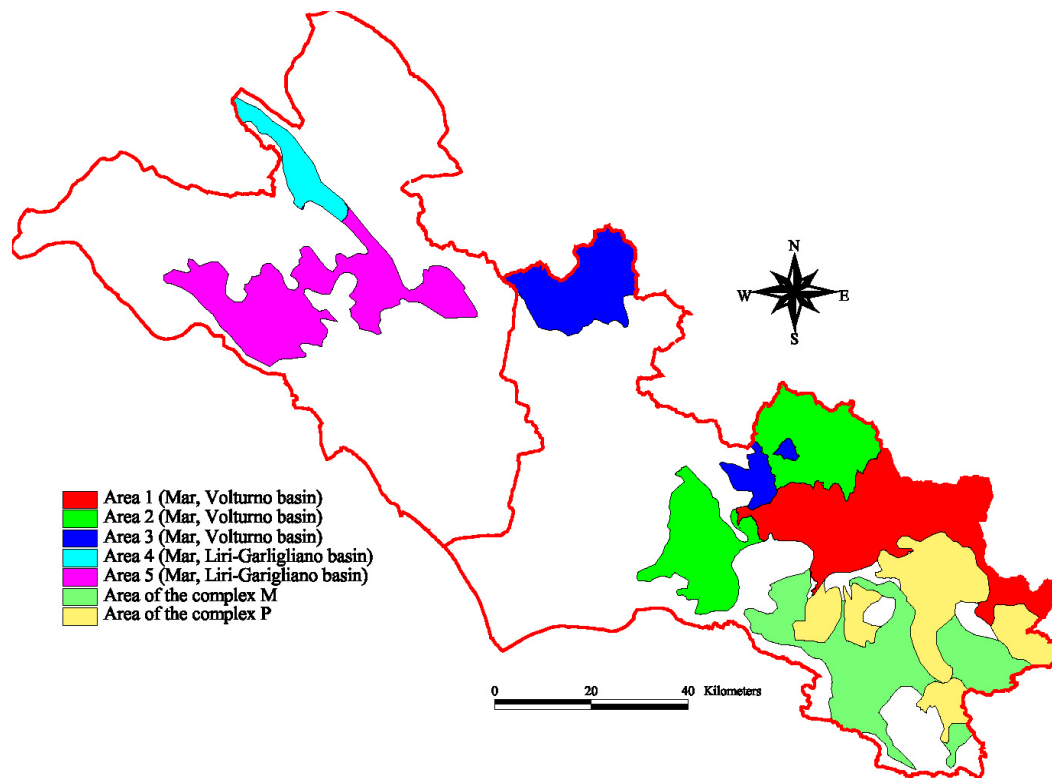 N
W E
S
Area 1 (Mar, Volturno basin)
Area 2 (Mar, Volturno basin)
Area 3 (Mar, Volturno basin)
Area 4 (Mar, Liri-Garligliano basin)
Area 5 (Mar, Liri-Garigliano basin)
Area of the complex M
Area of the complex P
0 20 40 Kilometers